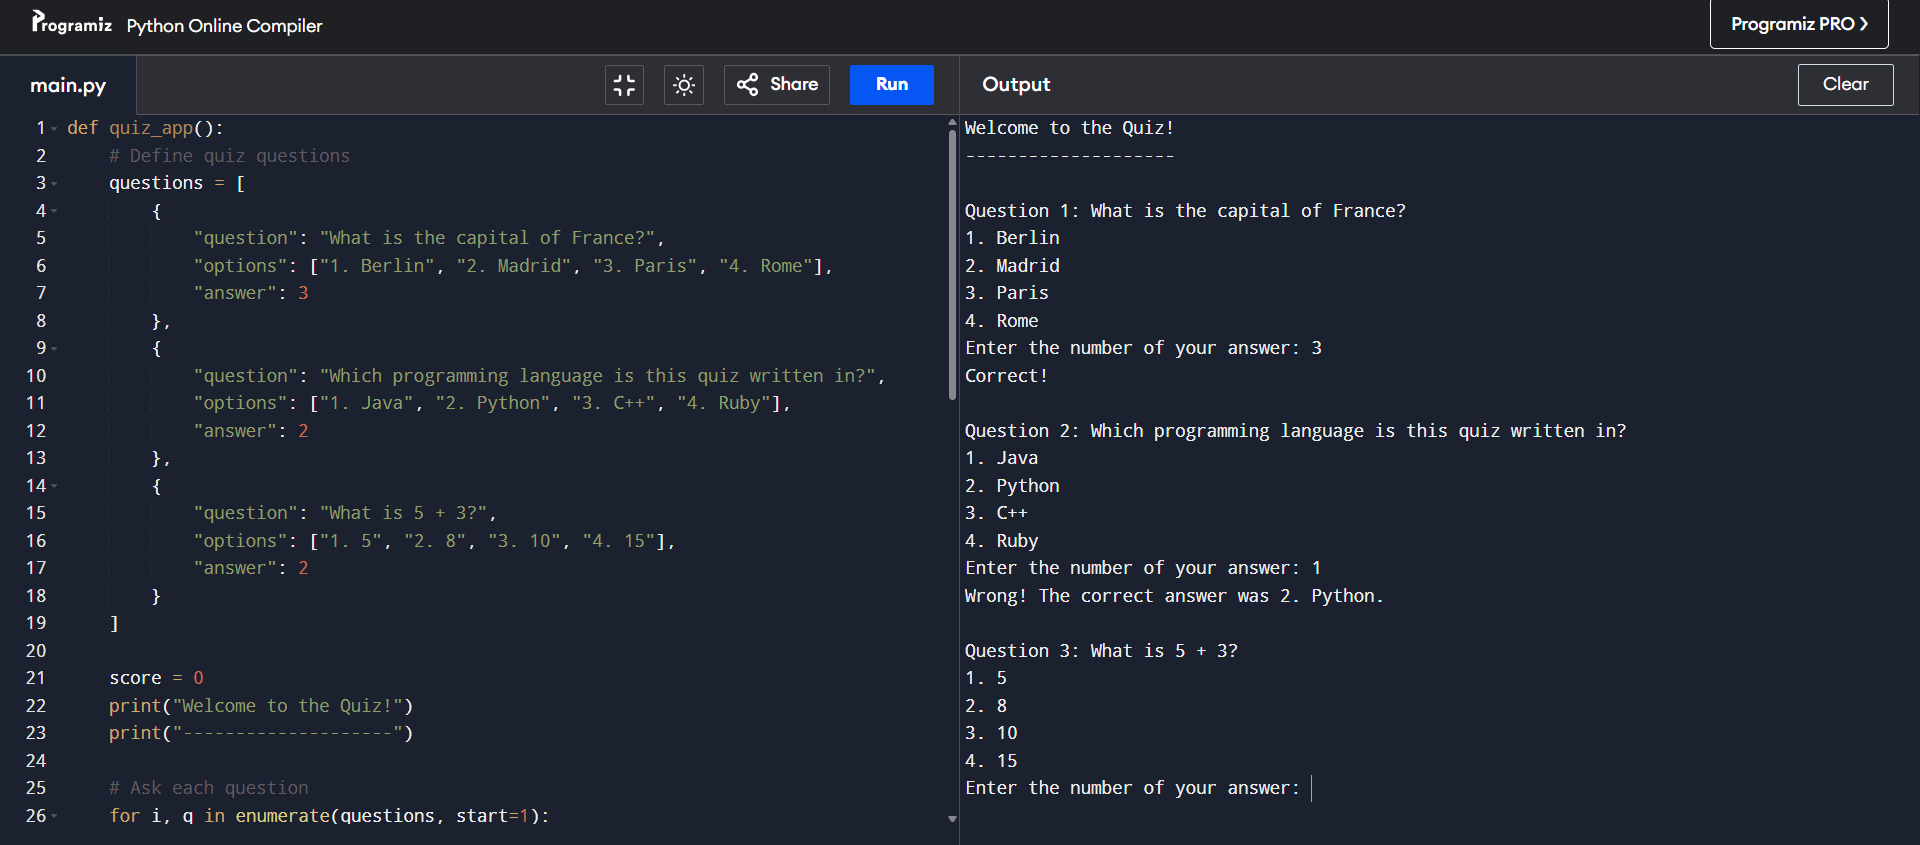 Programiz Python Online Compiler
Programiz PRO
main.py
Share
Run
Output
Clear
1 def quiz_app():
2     # Define quiz questions
3     questions = [
4         {
5             "question": "What is the capital of France?",
6             "options": ["1. Berlin", "2. Madrid", "3. Paris", "4. Rome"],
7             "answer": 3
8         },
9         {
10             "question": "Which programming language is this quiz written in?",
11             "options": ["1. Java", "2. Python", "3. C++", "4. Ruby"],
12             "answer": 2
13         },
14         {
15             "question": "What is 5 + 3?",
16             "options": ["1. 5", "2. 8", "3. 10", "4. 15"],
17             "answer": 2
18         }
19     ]
20
21     score = 0
22     print("Welcome to the Quiz!")
23     print("--------------------")
24
25     # Ask each question
26     for i, q in enumerate(questions, start=1):
Welcome to the Quiz!
--------------------
Question 1: What is the capital of France?
1. Berlin
2. Madrid
3. Paris
4. Rome
Enter the number of your answer: 3
Correct!
Question 2: Which programming language is this quiz written in?
1. Java
2. Python
3. C++
4. Ruby
Enter the number of your answer: 1
Wrong! The correct answer was 2. Python.
Question 3: What is 5 + 3?
1. 5
2. 8
3. 10
4. 15
Enter the number of your answer: